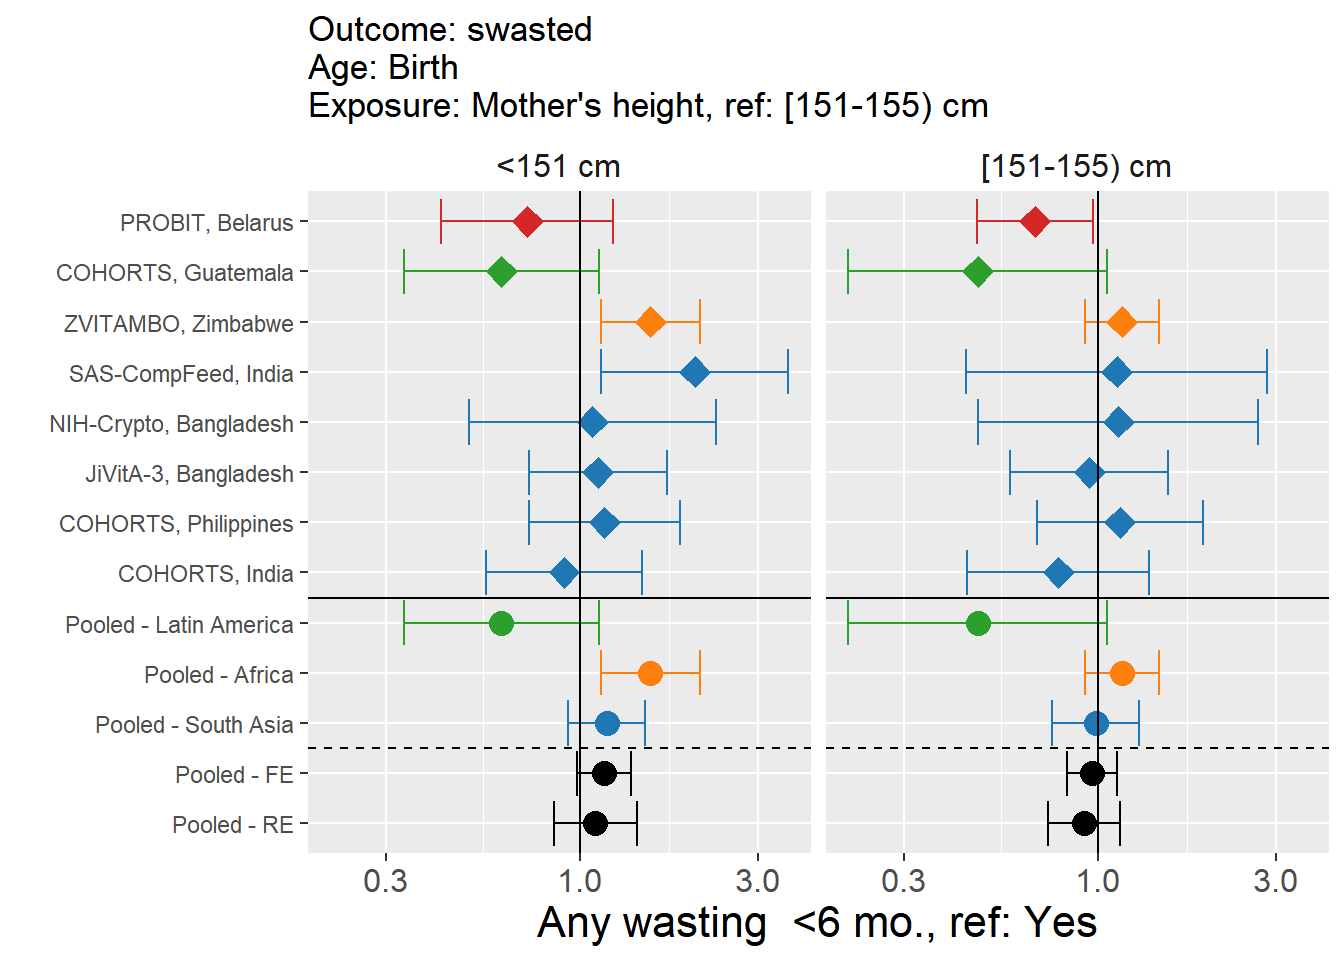 Outcome: swasted
Age: Birth
Exposure: Mother's height, ref: [151-155) cm
<151 cm
[151-155) cm
PROBIT, Belarus
COHORTS, Guatemala
ZVITAMBO, Zimbabwe
SAS-CompFeed, India
NIH-Crypto, Bangladesh
JiVitA-3, Bangladesh
COHORTS, Philippines
COHORTS, India
Pooled - Latin America
Pooled - Africa
Pooled - South Asia
Pooled - FE
Pooled - RE
0.3 1.0 3.0
0.3 1.0 3.0
Any wasting  <6 mo., ref: Yes